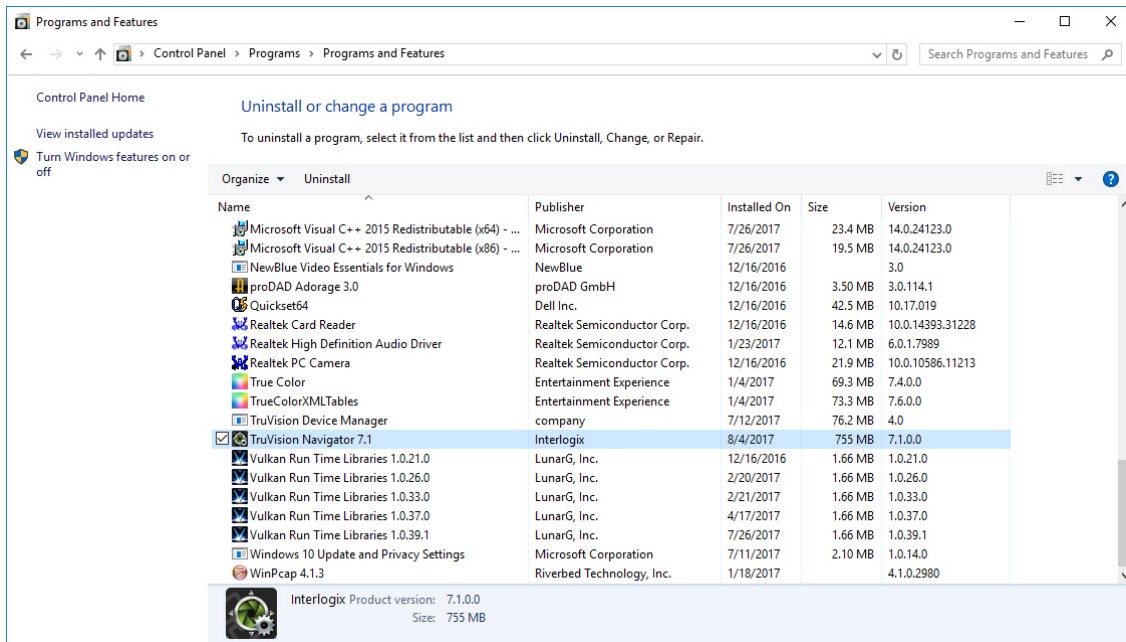 Programs and Features
Control Panel > Programs > Programs and Features
Search Programs and Features
Control Panel Home
View installed updates
Turn Windows features on or
off
Uninstall or change a program
To uninstall a program, select it from the list and then click Uninstall, Change, or Repair.
Organize Uninstall
Name Publisher Installed On Size Version
Microsoft Visual C++ 2015 Redistributable (x64) - ... Microsoft Corporation 7/26/2017 23.4 MB 14.0.24123.0
Microsoft Visual C++ 2015 Redistributable (x86) - ... Microsoft Corporation 7/26/2017 19.5 MB 14.0.24123.0
NewBlue Video Essentials for Windows NewBlue 12/16/2016 3.0
proDAD Adorage 3.0 proDAD GmbH 12/16/2016 3.50 MB 3.0.114.1
Quickset64 Dell Inc. 12/16/2016 42.5 MB 10.17.019
Realtek Card Reader Realtek Semiconductor Corp. 12/16/2016 14.6 MB 10.0.14393.31228
Realtek High Definition Audio Driver Realtek Semiconductor Corp. 1/23/2017 12.1 MB 6.0.1.7989
Realtek PC Camera Realtek Semiconductor Corp. 12/16/2016 21.9 MB 10.0.10586.11213
True Color Entertainment Experience 1/4/2017 69.3 MB 7.4.0.0
TrueColorXMLTables Entertainment Experience 1/4/2017 73.3 MB 7.6.0.0
TruVision Device Manager company 7/12/2017 76.2 MB 4.0
TruVision Navigator 7.1 Interlogix 8/4/2017 755 MB 7.1.0.0
Vulkan Run Time Libraries 1.0.21.0 LunarG, Inc. 12/16/2016 1.66 MB 1.0.21.0
Vulkan Run Time Libraries 1.0.26.0 LunarG, Inc. 2/20/2017 1.66 MB 1.0.26.0
Vulkan Run Time Libraries 1.0.33.0 LunarG, Inc. 2/21/2017 1.66 MB 1.0.33.0
Vulkan Run Time Libraries 1.0.37.0 LunarG, Inc. 4/17/2017 1.66 MB 1.0.37.0
Vulkan Run Time Libraries 1.0.39.1 LunarG, Inc. 7/26/2017 1.66 MB 1.0.39.1
Windows 10 Update and Privacy Settings Microsoft Corporation 7/11/2017 2.10 MB 1.0.14.0
WinPcap 4.1.3 Riverbed Technology, Inc. 1/18/2017 4.1.0.2980
Interlogix Product version: 7.1.0.0
Size: 755 MB